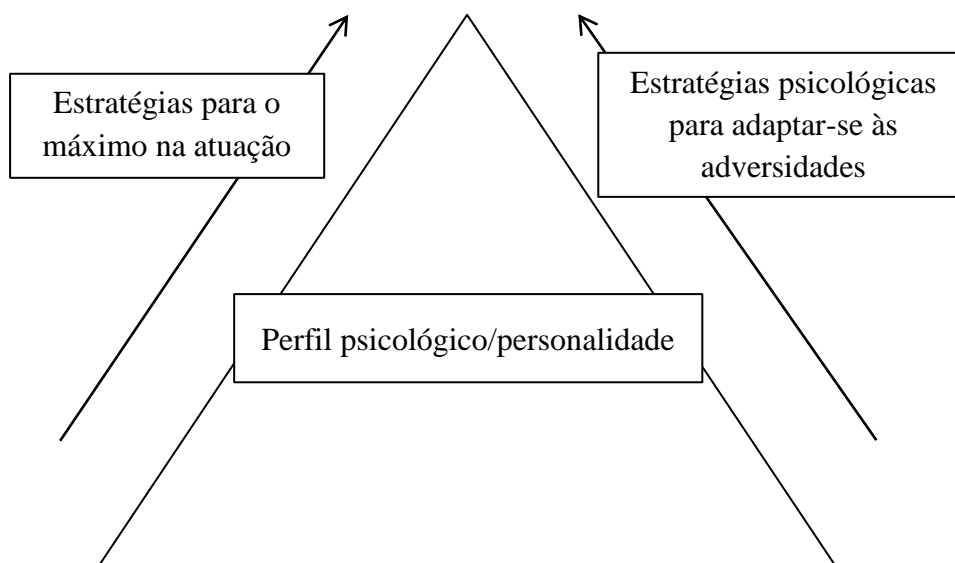 Estratégias para o
máximo na atuação
Estratégias psicológicas
para adaptar-se às
adversidades
Perfil psicológico/personalidade